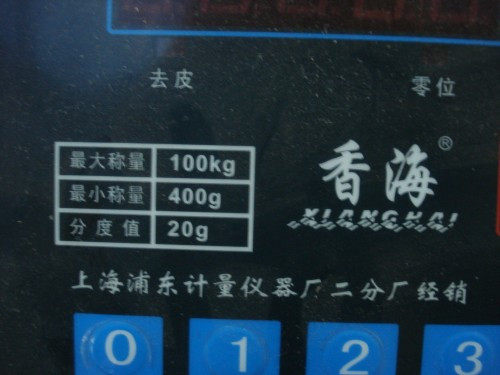 去皮 零位
最大称量 100kg
最小称量 400g
分度值 20g
香海®
XIANGHAI
上海浦东计量仪器厂二分厂经销
0 1 2 3